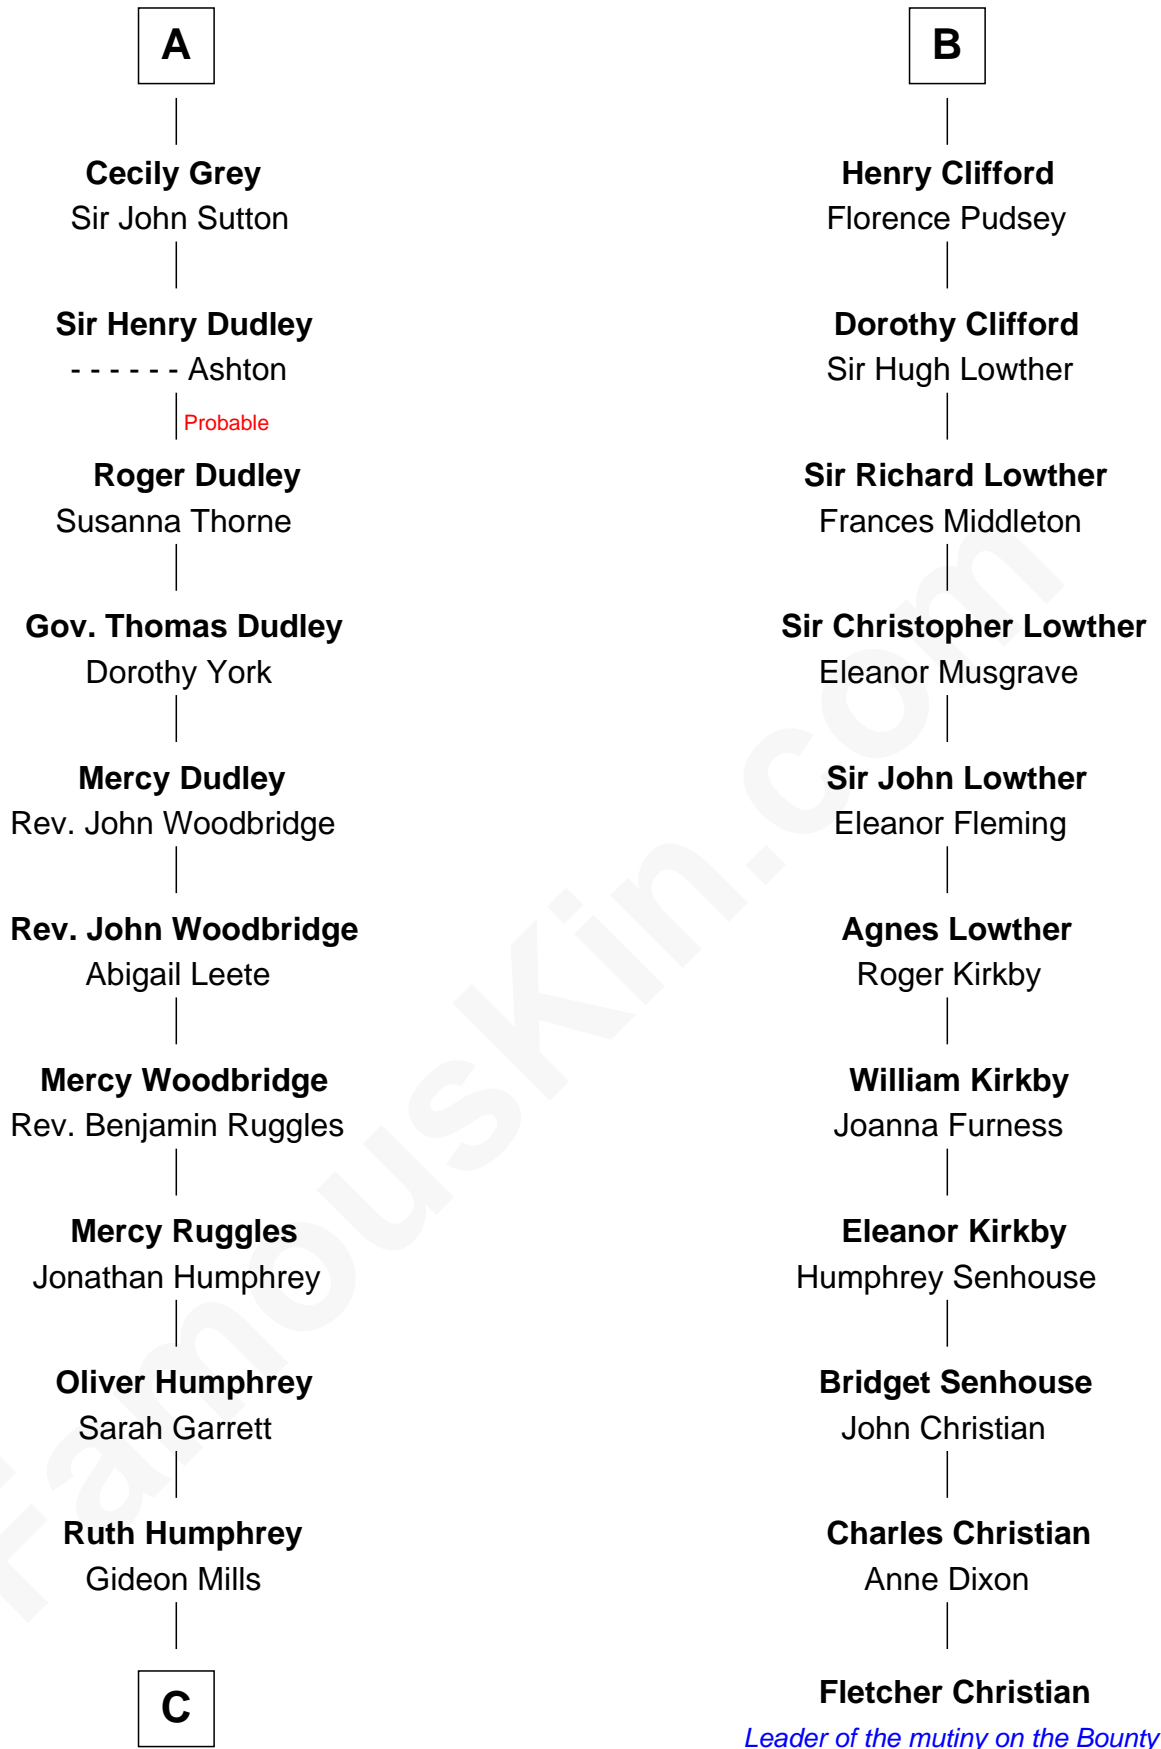 A
Cecily Grey
Sir John Sutton
Sir Henry Dudley
- - - - - - Ashton
Probable
Roger Dudley
Susanna Thorne
Gov. Thomas Dudley
Dorothy York
Mercy Dudley
Rev. John Woodbridge
Rev. John Woodbridge
Abigail Leete
Mercy Woodbridge
Rev. Benjamin Ruggles
Mercy Ruggles
Jonathan Humphrey
Oliver Humphrey
Sarah Garrett
Ruth Humphrey
Gideon Mills
C
B
Henry Clifford
Florence Pudsey
Dorothy Clifford
Sir Hugh Lowther
Sir Richard Lowther
Frances Middleton
Sir Christopher Lowther
Eleanor Musgrave
Sir John Lowther
Eleanor Fleming
Agnes Lowther
Roger Kirkby
William Kirkby
Joanna Furness
Eleanor Kirkby
Humphrey Senhouse
Bridget Senhouse
John Christian
Charles Christian
Anne Dixon
Fletcher Christian
Leader of the mutiny on the Bounty
FamousKin.com